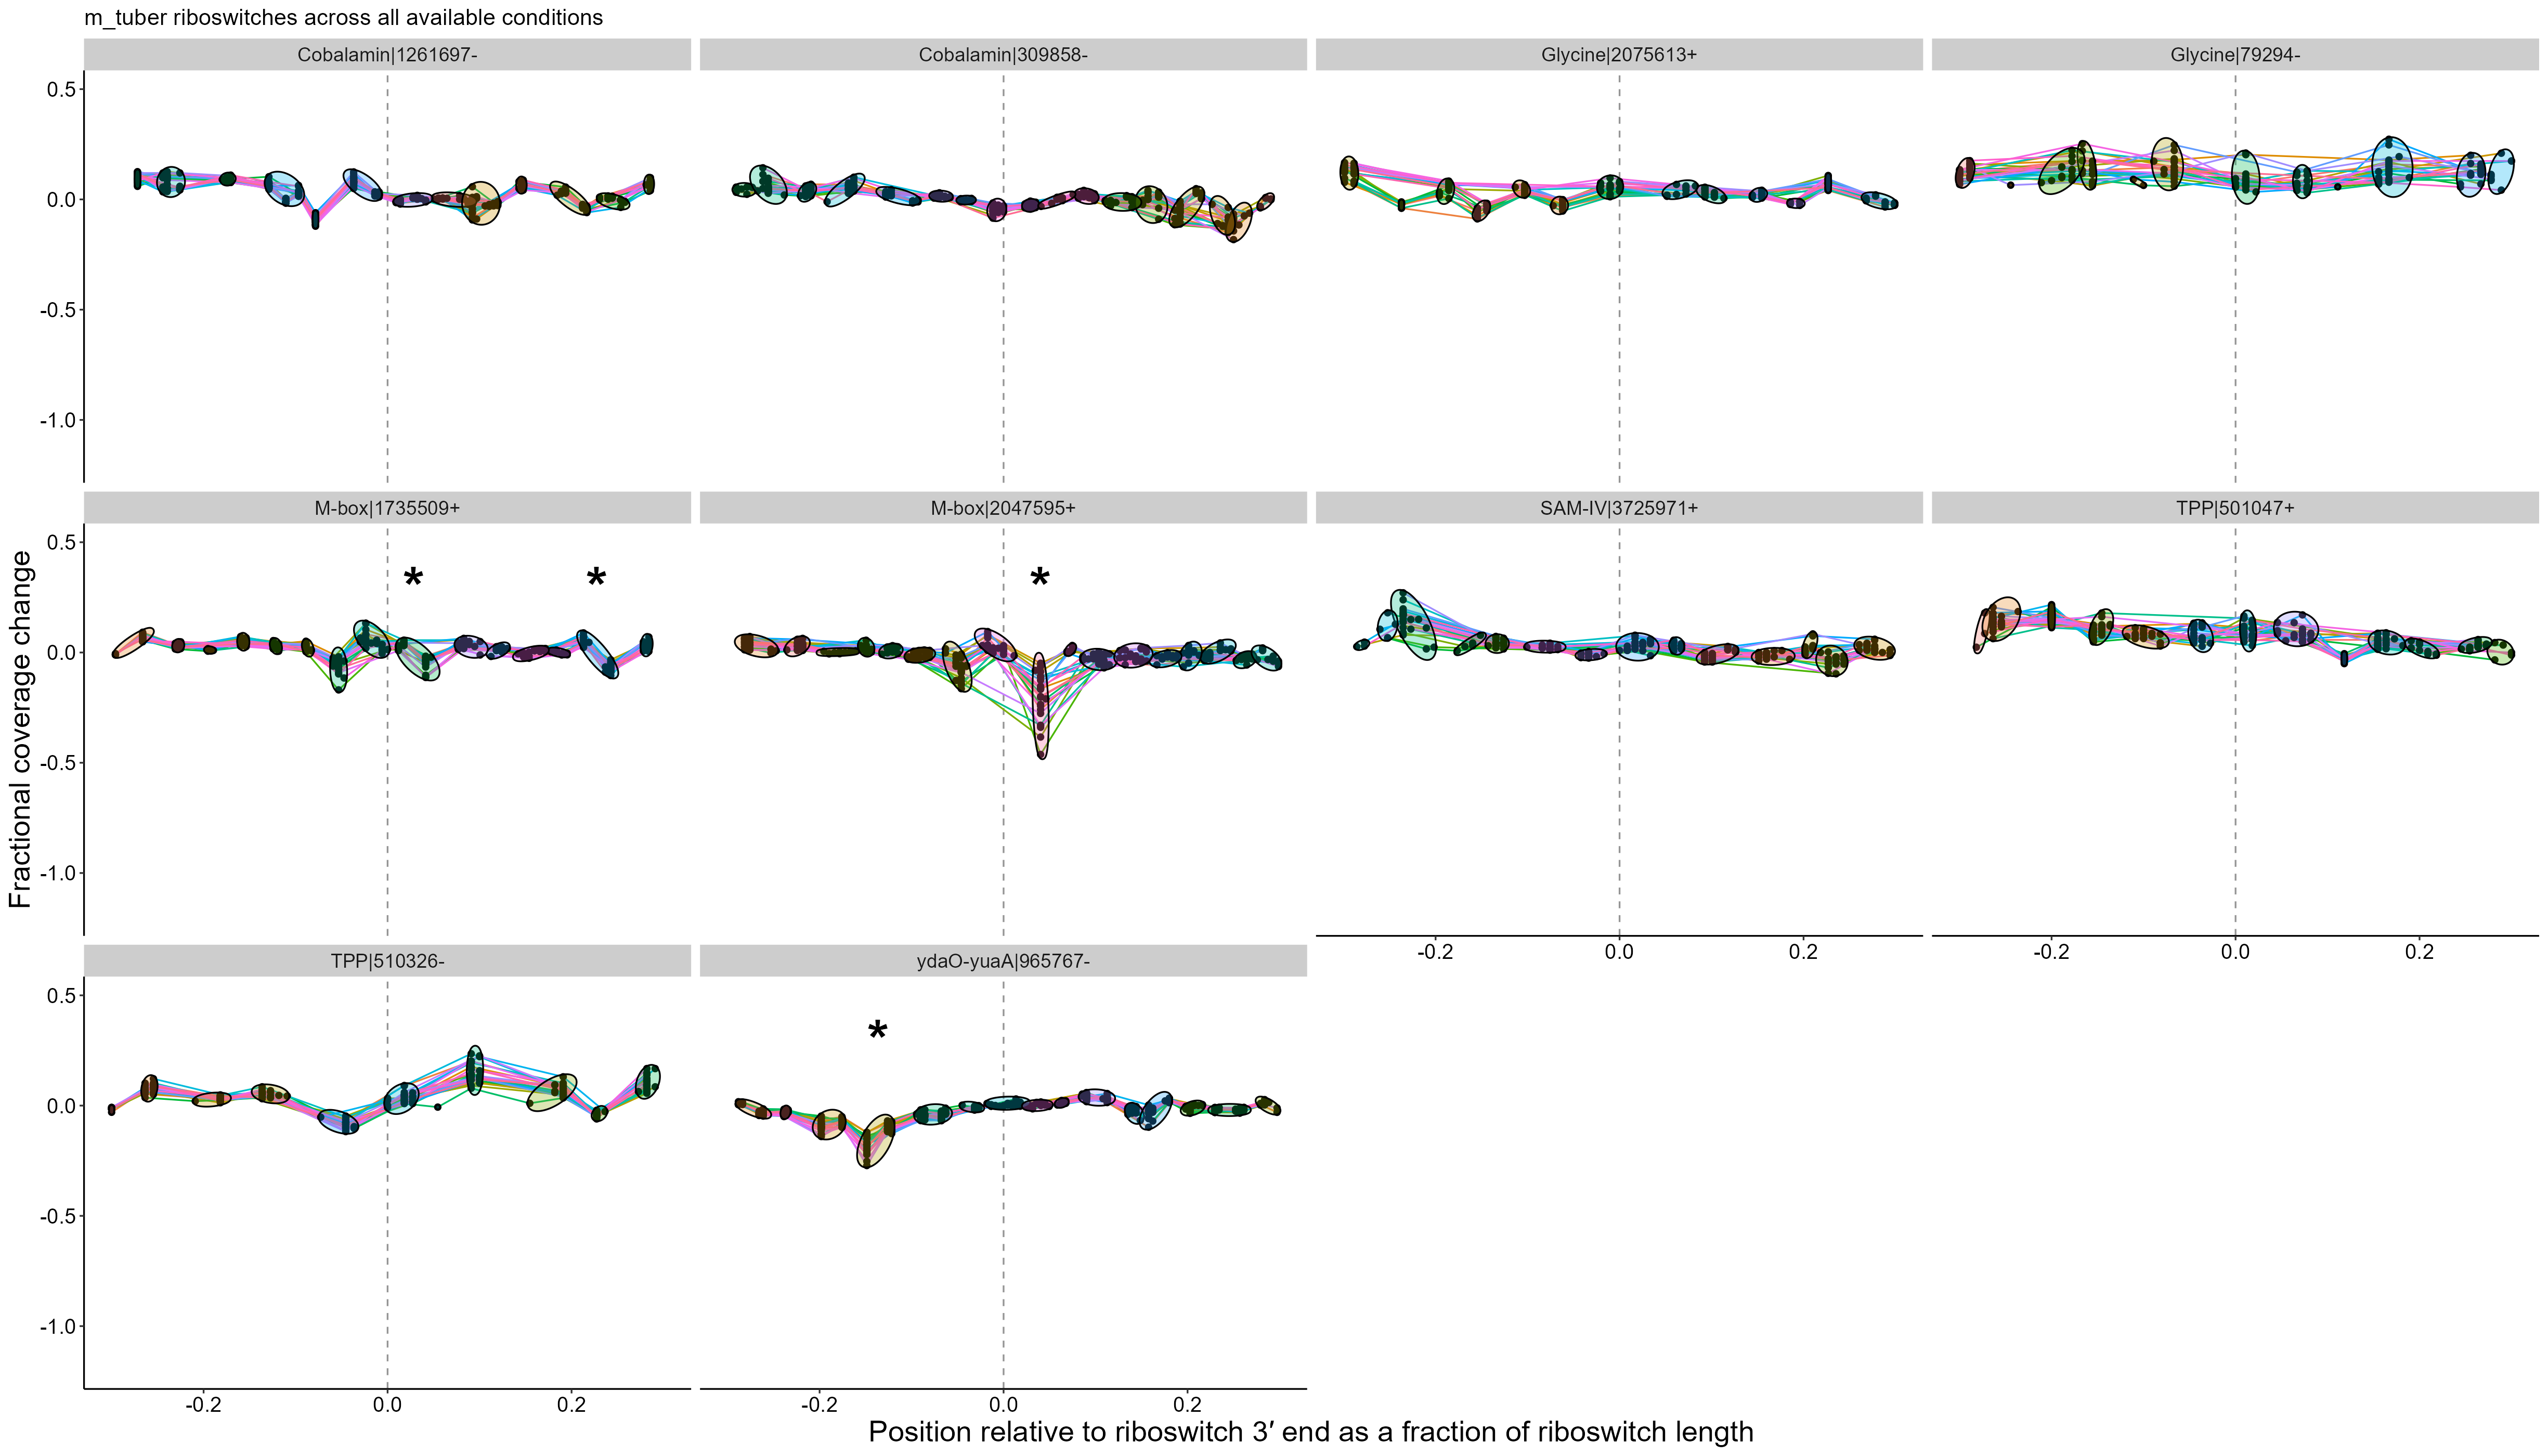 m_tuber riboswitches across all available conditions
Cobalamin|1261697-
Cobalamin|309858-
Glycine|2075613+
Glycine|79294-
0.5
0.0
-0.5
-1.0
M-box|1735509+
M-box|2047595+
SAM-IV|3725971+
TPP|501047+
Fractional coverage change
0.5
0.0
-0.5
-1.0
*
*
*
-0.2
0.0
0.2
-0.2
0.0
0.2
TPP|510326-
ydaO-yuaA|965767-
0.5
0.0
-0.5
-1.0
*
-0.2
0.0
0.2
-0.2
0.0
0.2
Position relative to riboswitch 3′ end as a fraction of riboswitch length